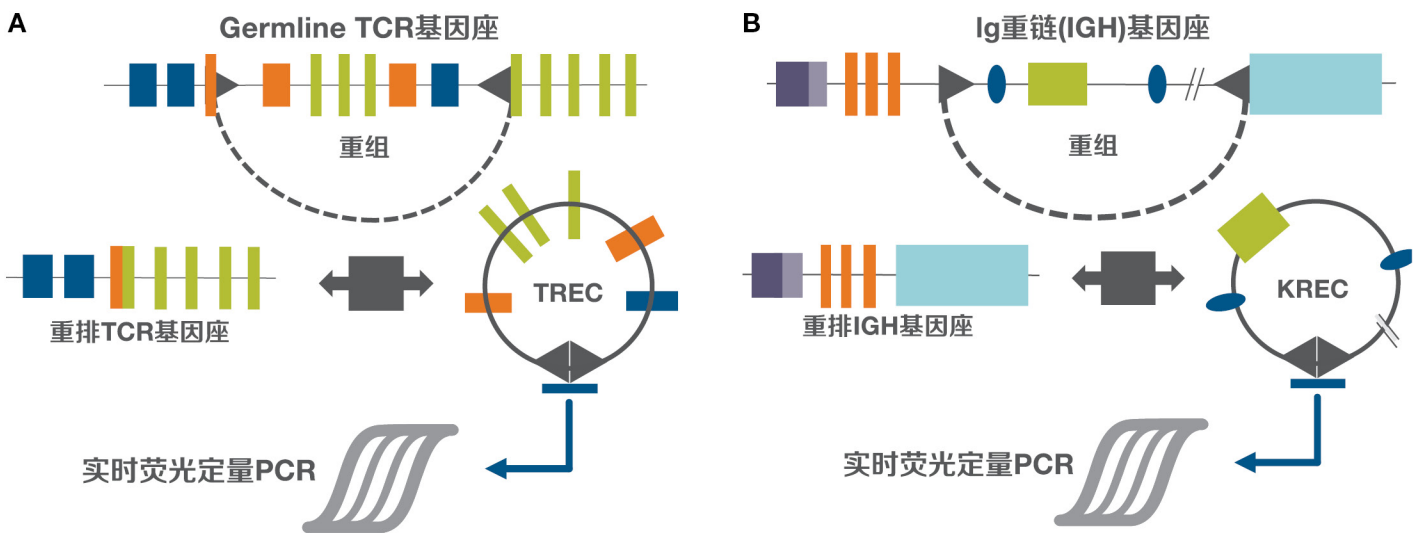 A
Germline TCR基因座
重组
TREC
重排TCR基因座
实时荧光定量PCR
B
Ig重链(IGH)基因座
重组
KREC
重排IGH基因座
实时荧光定量PCR